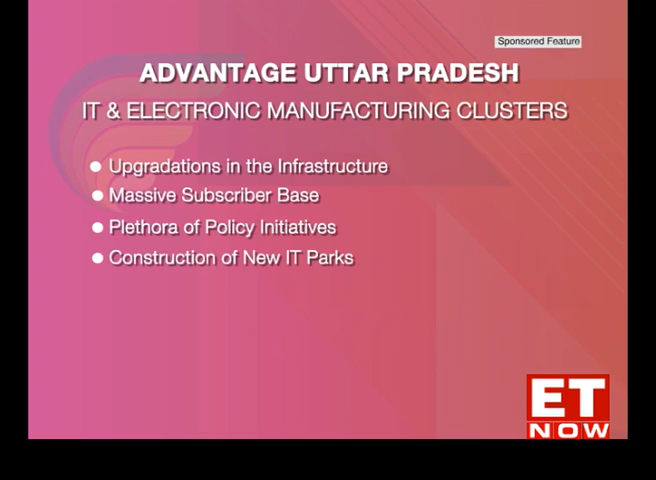 Sponsored Feature
ADVANTAGE UTTAR PRADESH
IT & ELECTRONIC MANUFACTURING CLUSTERS
Upgradations in the Infrastructure
Massive Subscriber Base
Plethora of Policy Initiatives
Construction of New IT Parks
ET
NOW